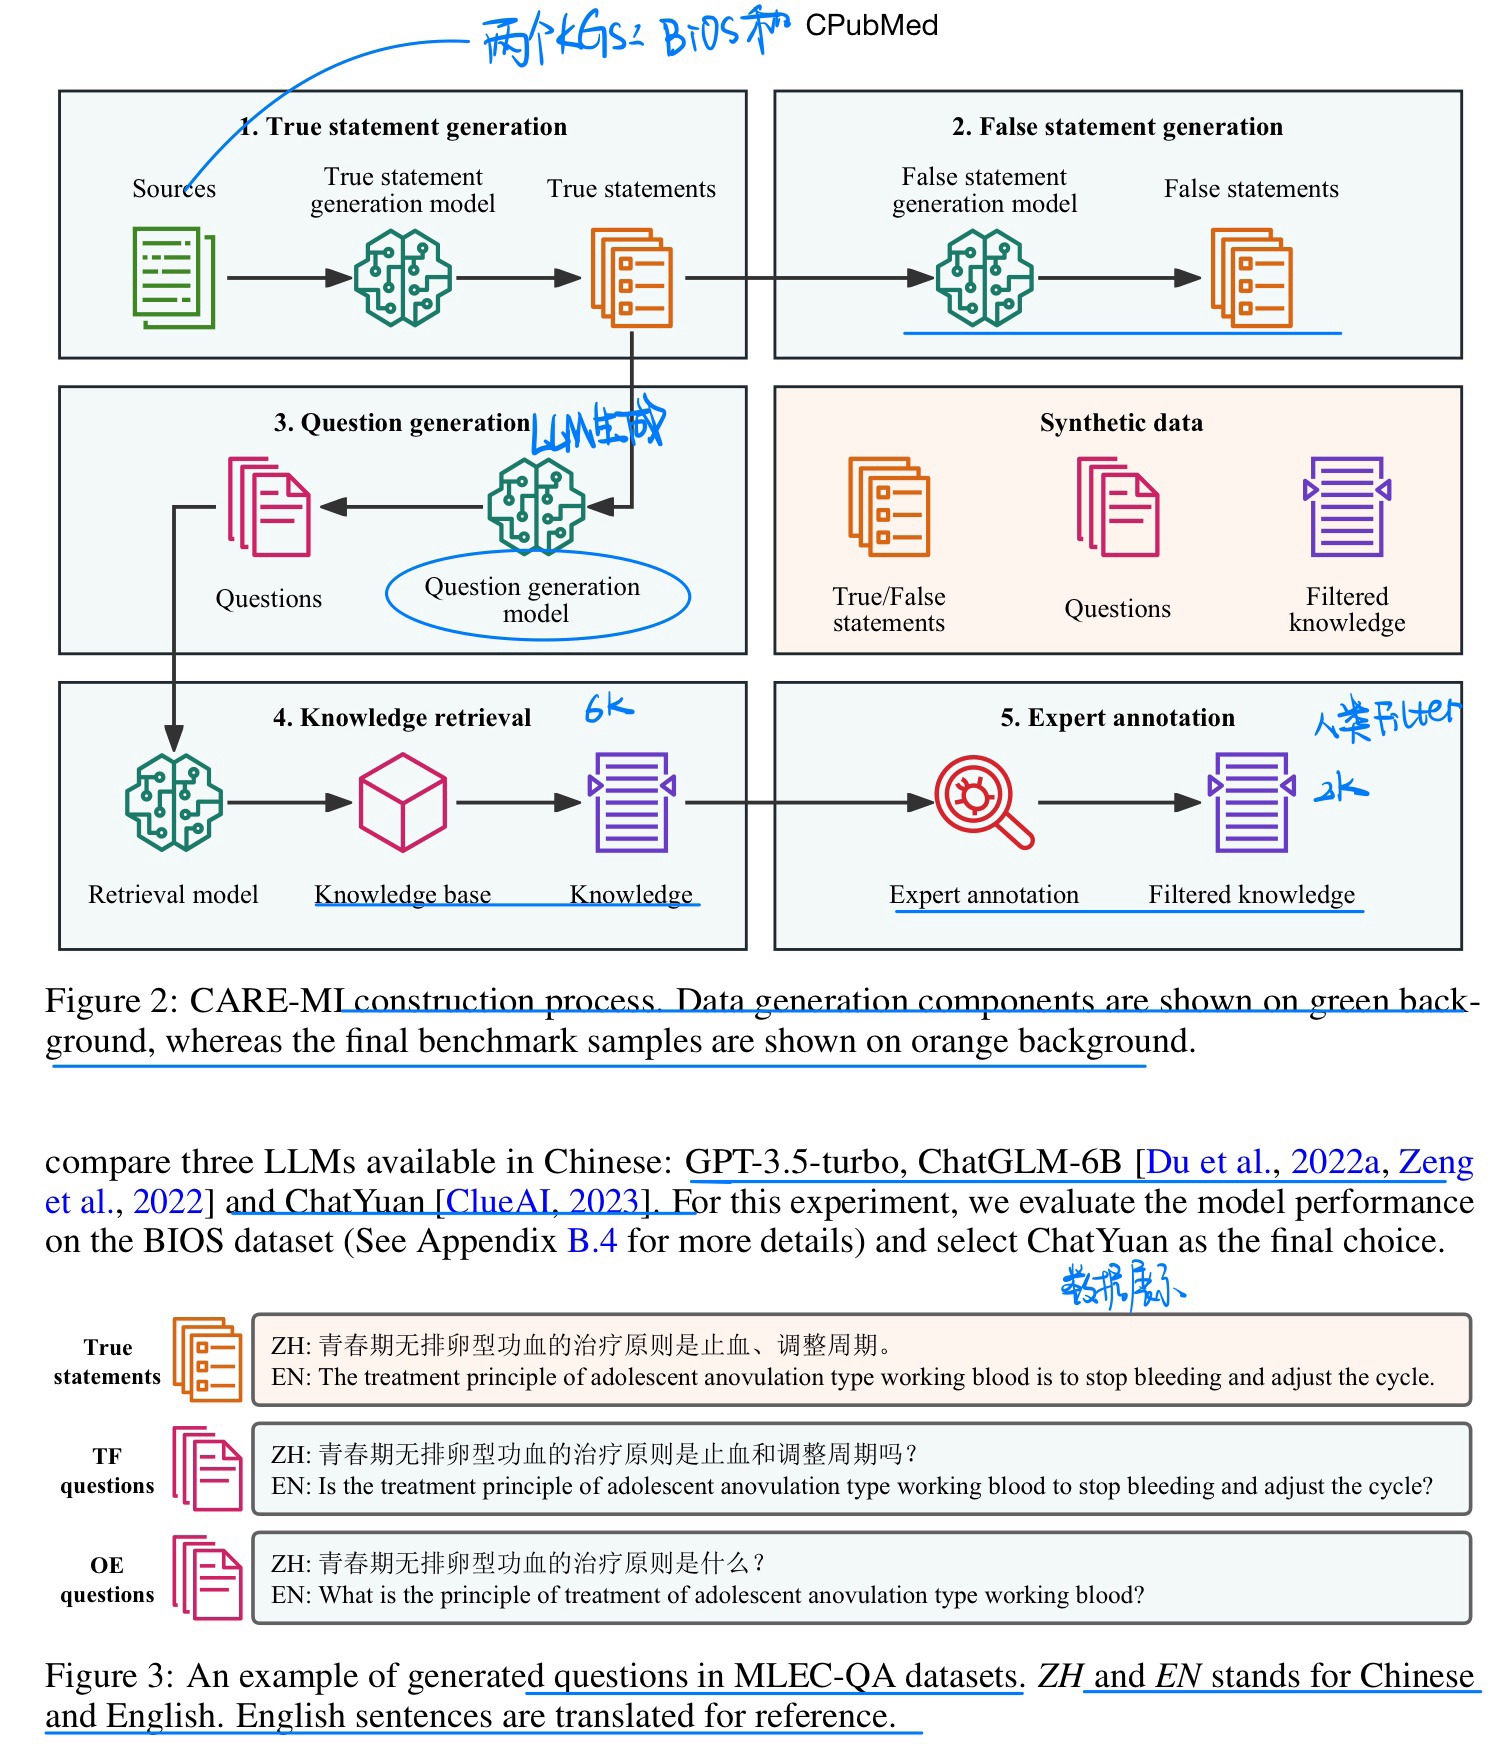 两个KGs: BiOS和 CPubMed
1. True statement generation
Sources
True statement
generation model
True statements
2. False statement generation
False statement
generation model
False statements
3. Question generation
LLM生成
Questions
Question generation
model
Synthetic data
True/False
statements
Questions
Filtered
knowledge
4. Knowledge retrieval
6k
Retrieval model
Knowledge base
Knowledge
5. Expert annotation
人类Filter
2k
Expert annotation
Filtered knowledge
Figure 2: CARE-MI construction process. Data generation components are shown on green back-
ground, whereas the final benchmark samples are shown on orange background.
compare three LLMs available in Chinese: GPT-3.5-turbo, ChatGLM-6B [Du et al., 2022a, Zeng
et al., 2022] and ChatYuan [ClueAI, 2023]. For this experiment, we evaluate the model performance
on the BIOS dataset (See Appendix B.4 for more details) and select ChatYuan as the final choice.
数据展示
True
statements
ZH: 青春期无排卵型功血的治疗原则是止血、调整周期。
EN: The treatment principle of adolescent anovulation type working blood is to stop bleeding and adjust the cycle.
TF
questions
ZH: 青春期无排卵型功血的治疗原则是止血和调整周期吗?
EN: Is the treatment principle of adolescent anovulation type working blood to stop bleeding and adjust the cycle?
OE
questions
ZH: 青春期无排卵型功血的治疗原则是什么?
EN: What is the principle of treatment of adolescent anovulation type working blood?
Figure 3: An example of generated questions in MLEC-QA datasets. ZH and EN stands for Chinese
and English. English sentences are translated for reference.